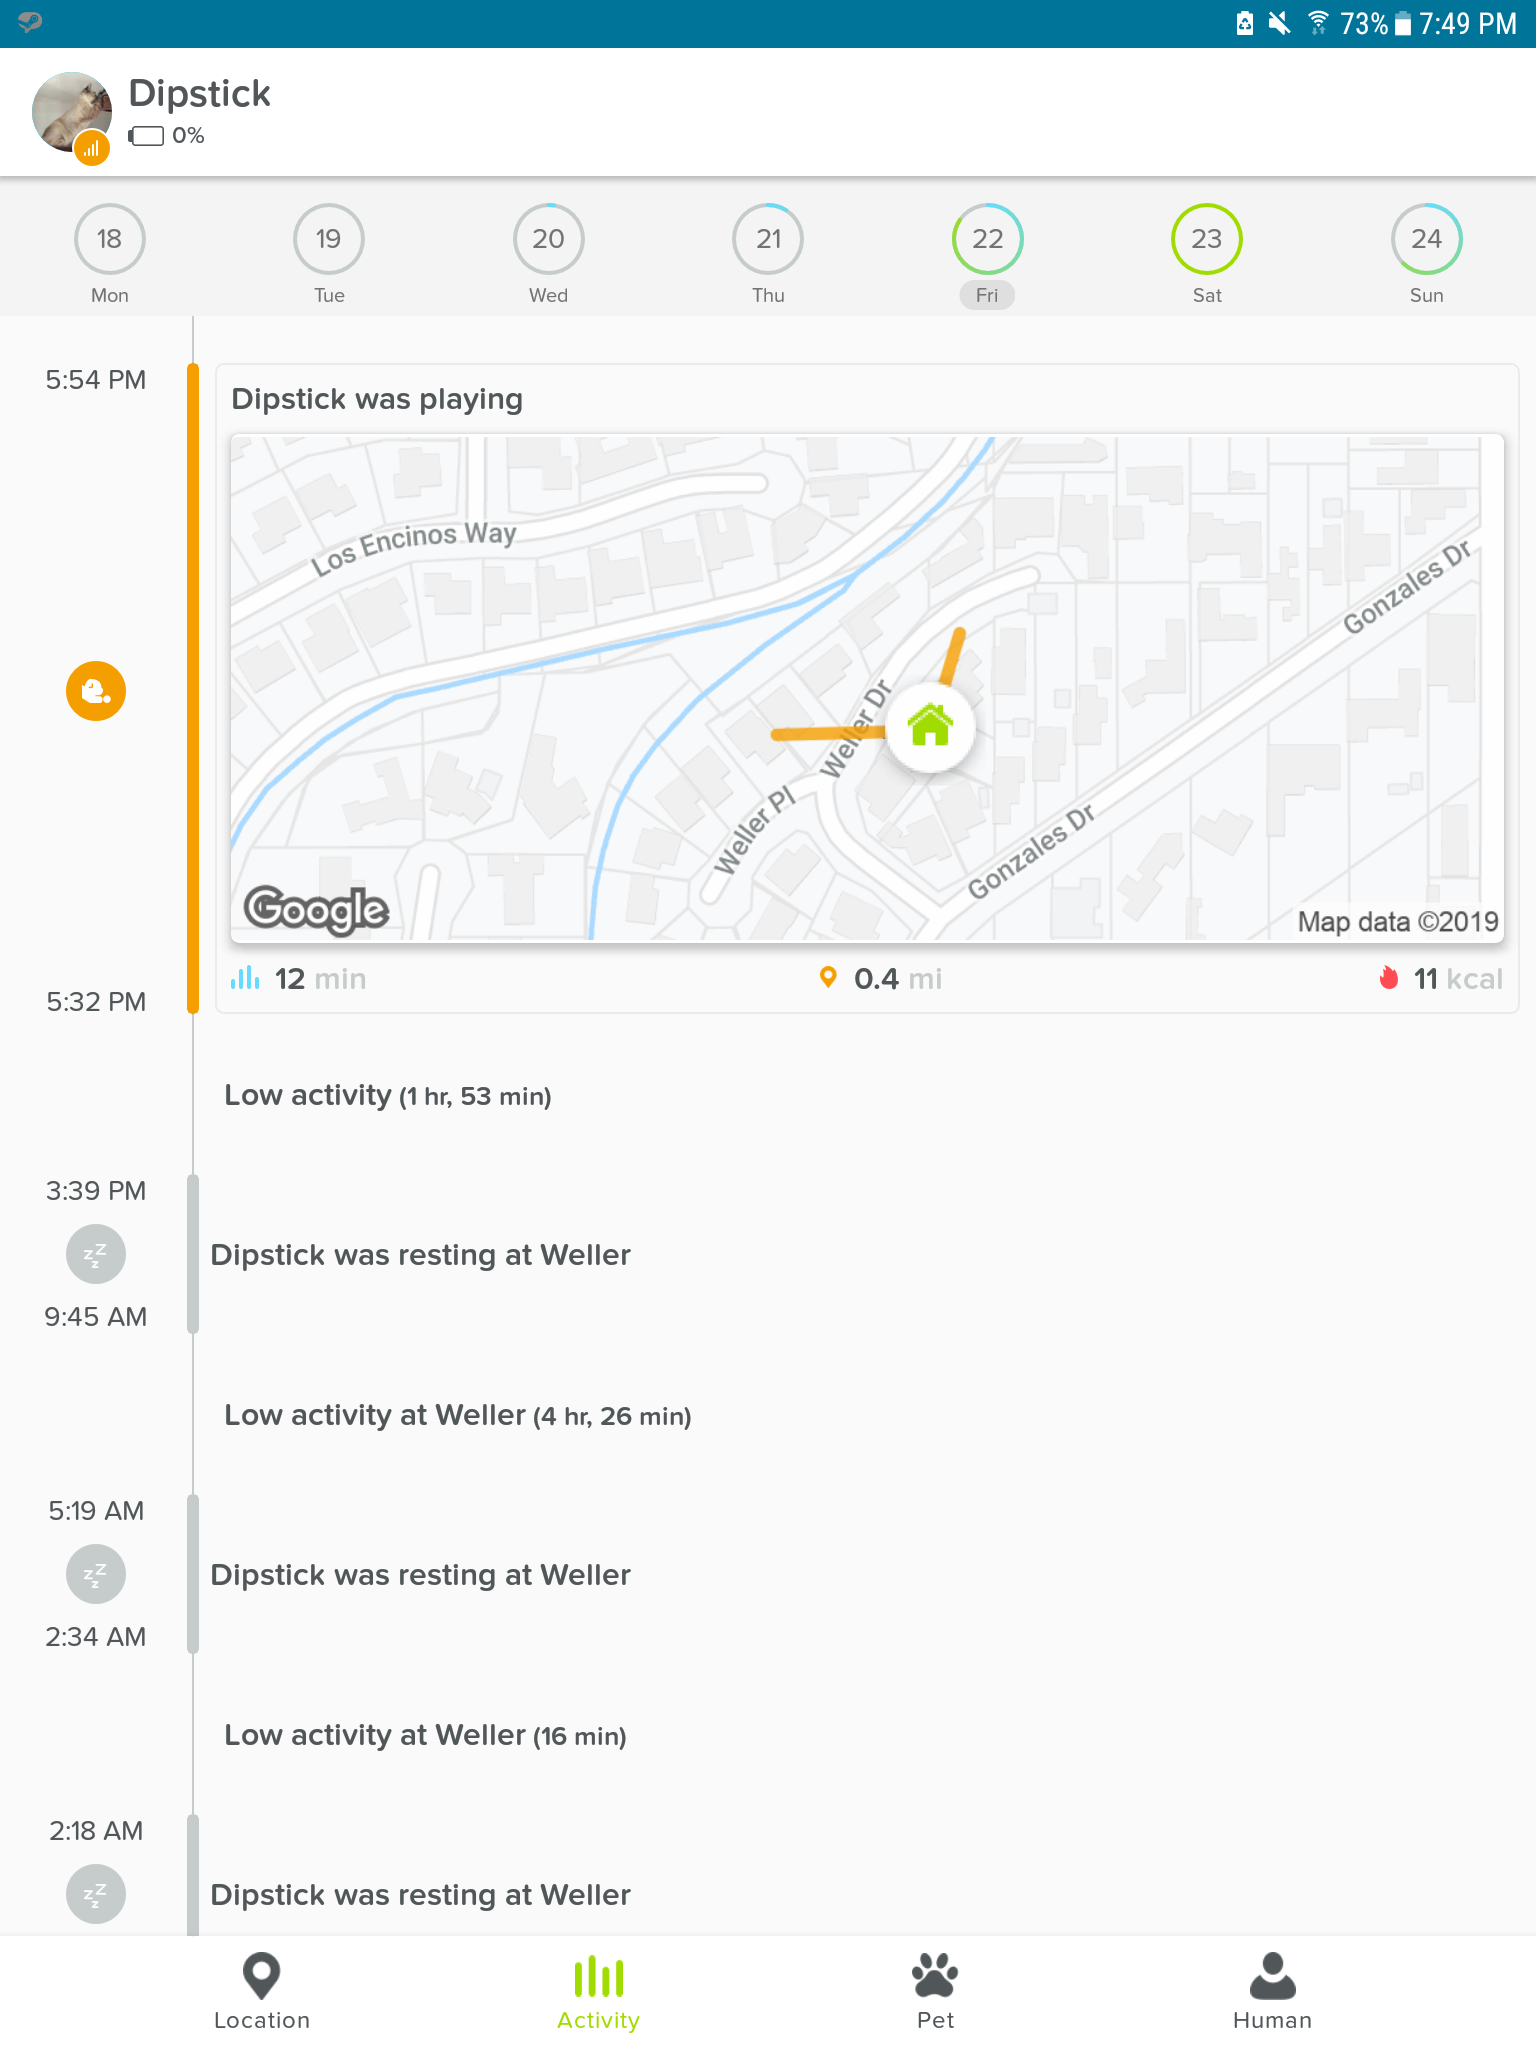 73% 7:49 PM
Dipstick
0%
18 19 20 21 22 23 24
Mon Tue Wed Thu Fri Sat Sun
5:54 PM
Dipstick was playing
Los Encinos Way
Gonzales Dr
Weller Dr
Weller Pl
Gonzales Dr
Google
Map data ©2019
12 min 0.4 mi 11 kcal
5:32 PM
Low activity (1 hr, 53 min)
3:39 PM
zzz
Dipstick was resting at Weller
9:45 AM
Low activity at Weller (4 hr, 26 min)
5:19 AM
zzz
Dipstick was resting at Weller
2:34 AM
Low activity at Weller (16 min)
2:18 AM
zzz
Dipstick was resting at Weller
Location Activity Pet Human